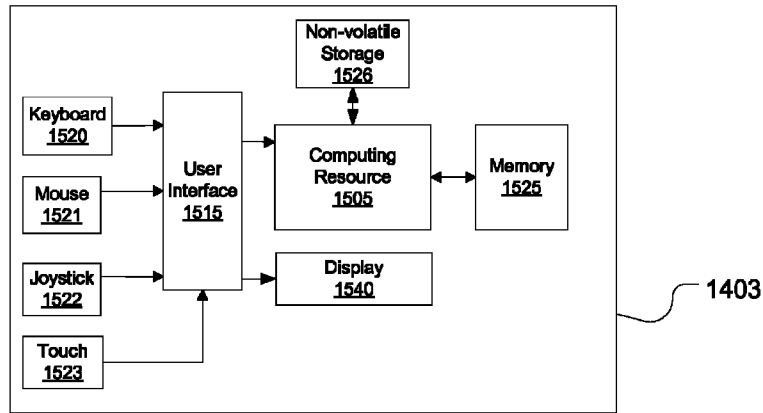 Non-volatile
Storage
1526
Keyboard
1520
User
Interface
1515
Computing
Resource
1505
Memory
1525
Mouse
1521
Joystick
1522
Display
1540
Touch
1523
1403